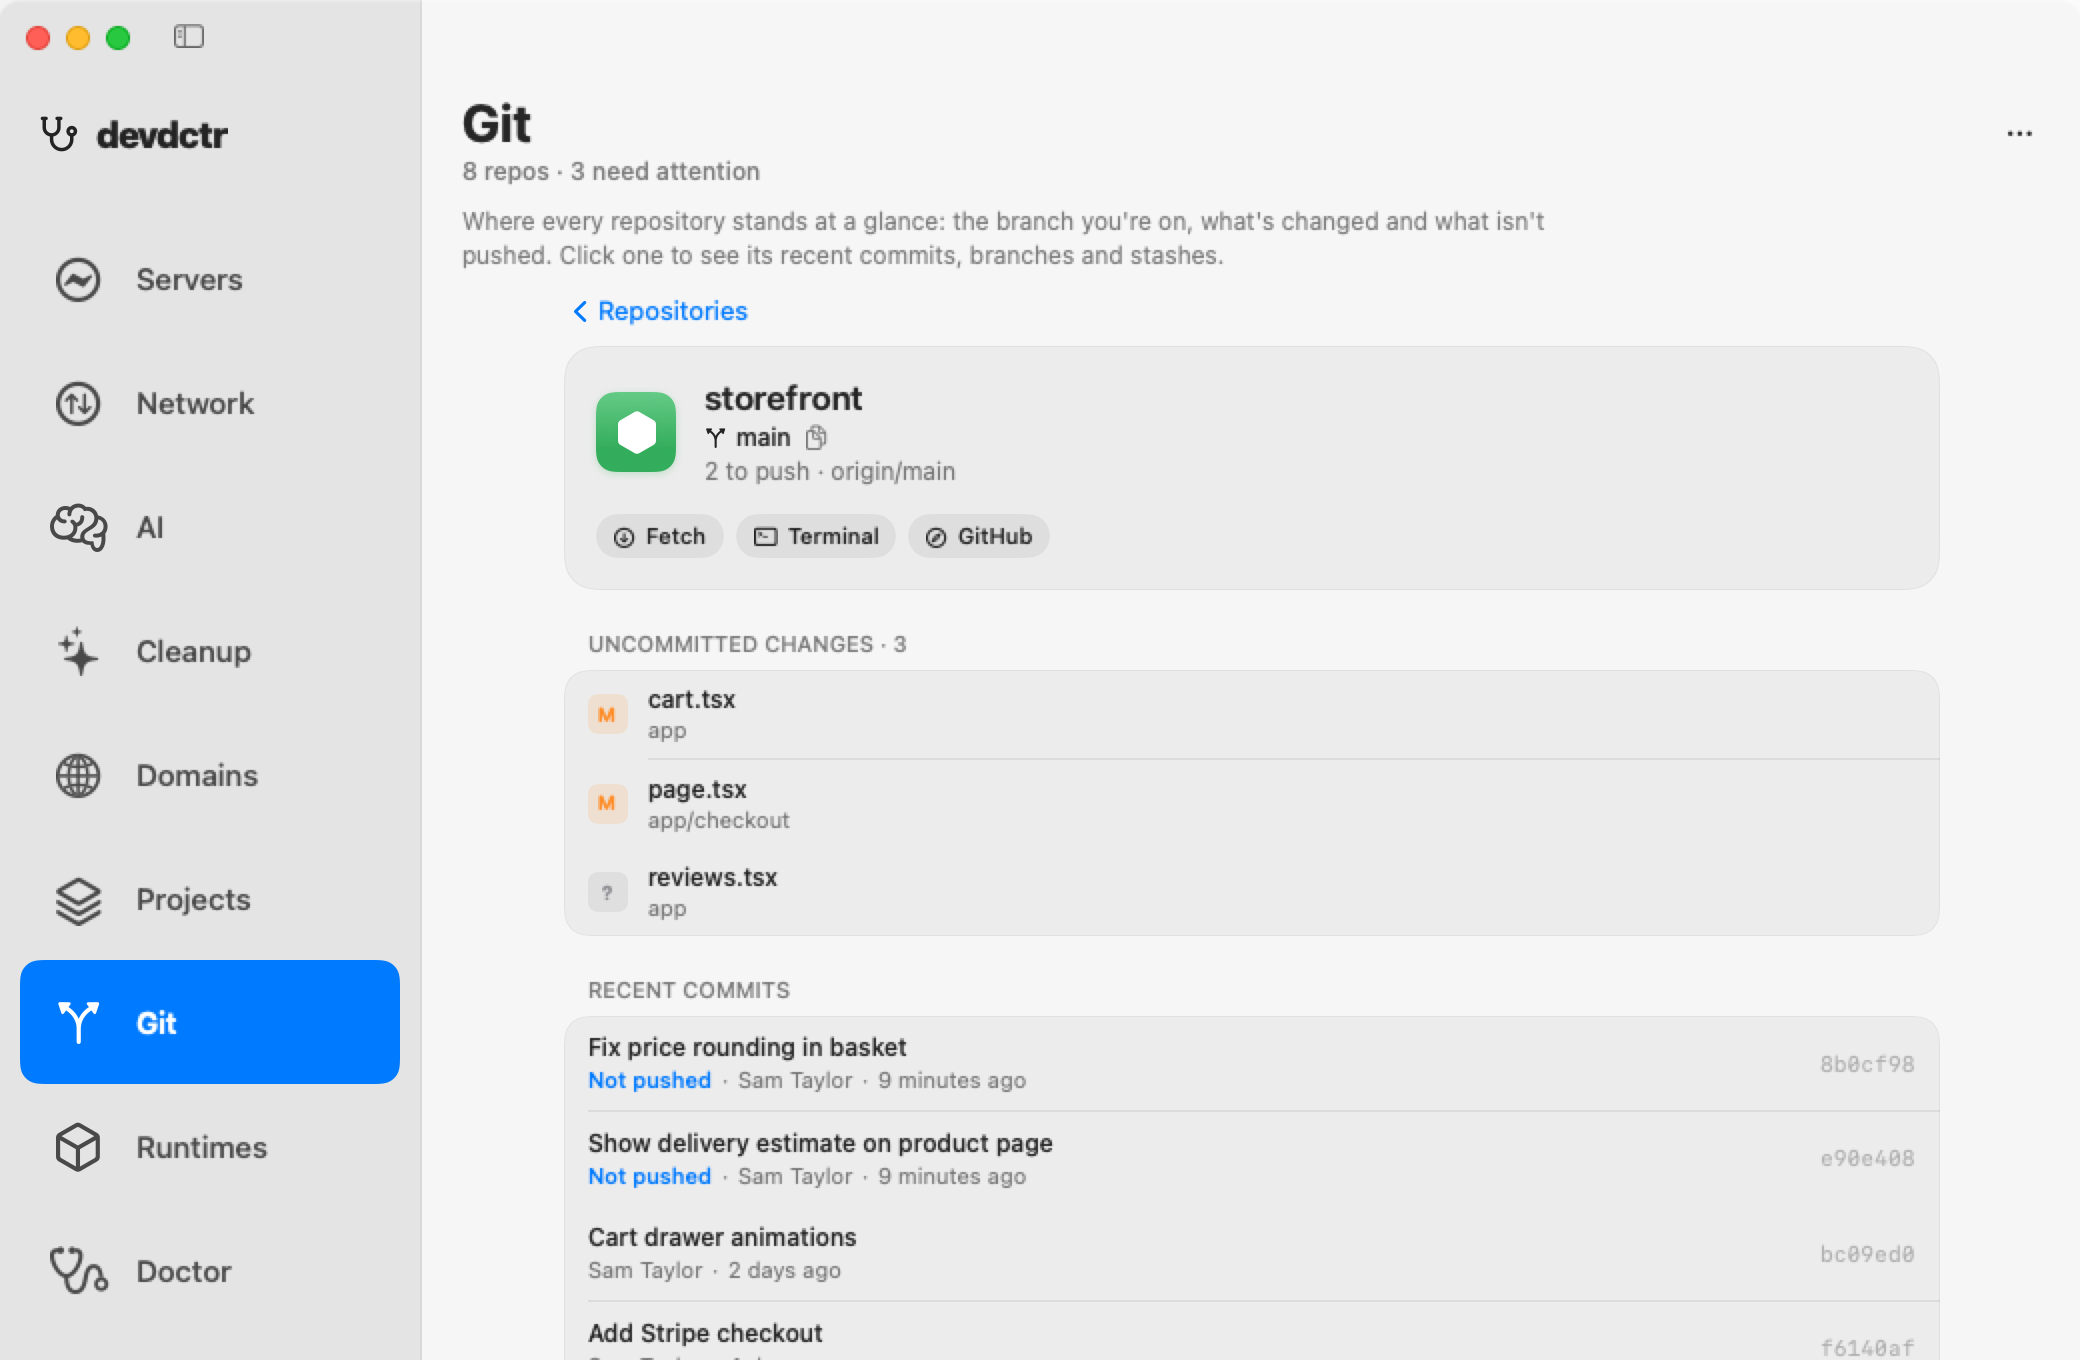 devdctr
Servers
Network
AI
Cleanup
Domains
Projects
Git
Runtimes
Doctor
Git
8 repos · 3 need attention
Where every repository stands at a glance: the branch you're on, what's changed and what isn't
pushed. Click one to see its recent commits, branches and stashes.
Repositories
storefront
main
2 to push · origin/main
Fetch
Terminal
GitHub
UNCOMMITTED CHANGES · 3
M
cart.tsx
app
M
page.tsx
app/checkout
?
reviews.tsx
app
RECENT COMMITS
Fix price rounding in basket
8b0cf98
Not pushed · Sam Taylor · 9 minutes ago
Show delivery estimate on product page
e90e408
Not pushed · Sam Taylor · 9 minutes ago
Cart drawer animations
bc09ed0
Sam Taylor · 2 days ago
Add Stripe checkout
f6140af